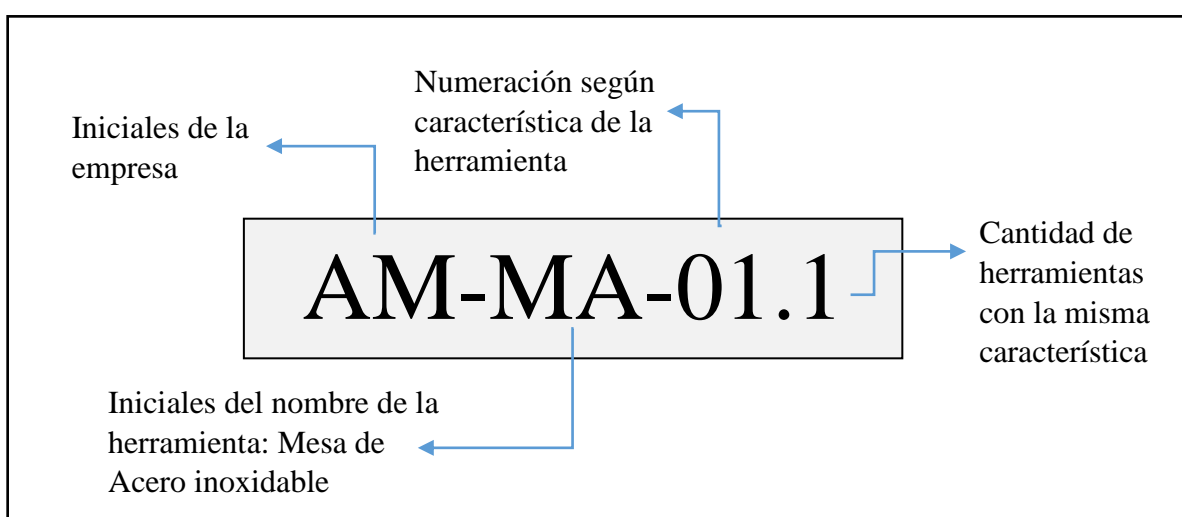 Iniciales de la
empresa
Numeración según
característica de la
herramienta
AM-MA-01.1
Cantidad de
herramientas
con la misma
característica
Iniciales del nombre de la
herramienta: Mesa de
Acero inoxidable